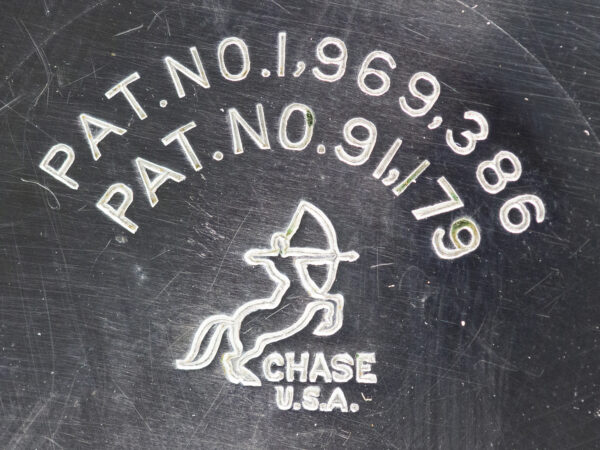 PAT. NO. 1,969,386
PAT. NO. 91,179
CHASE
U.S.A.